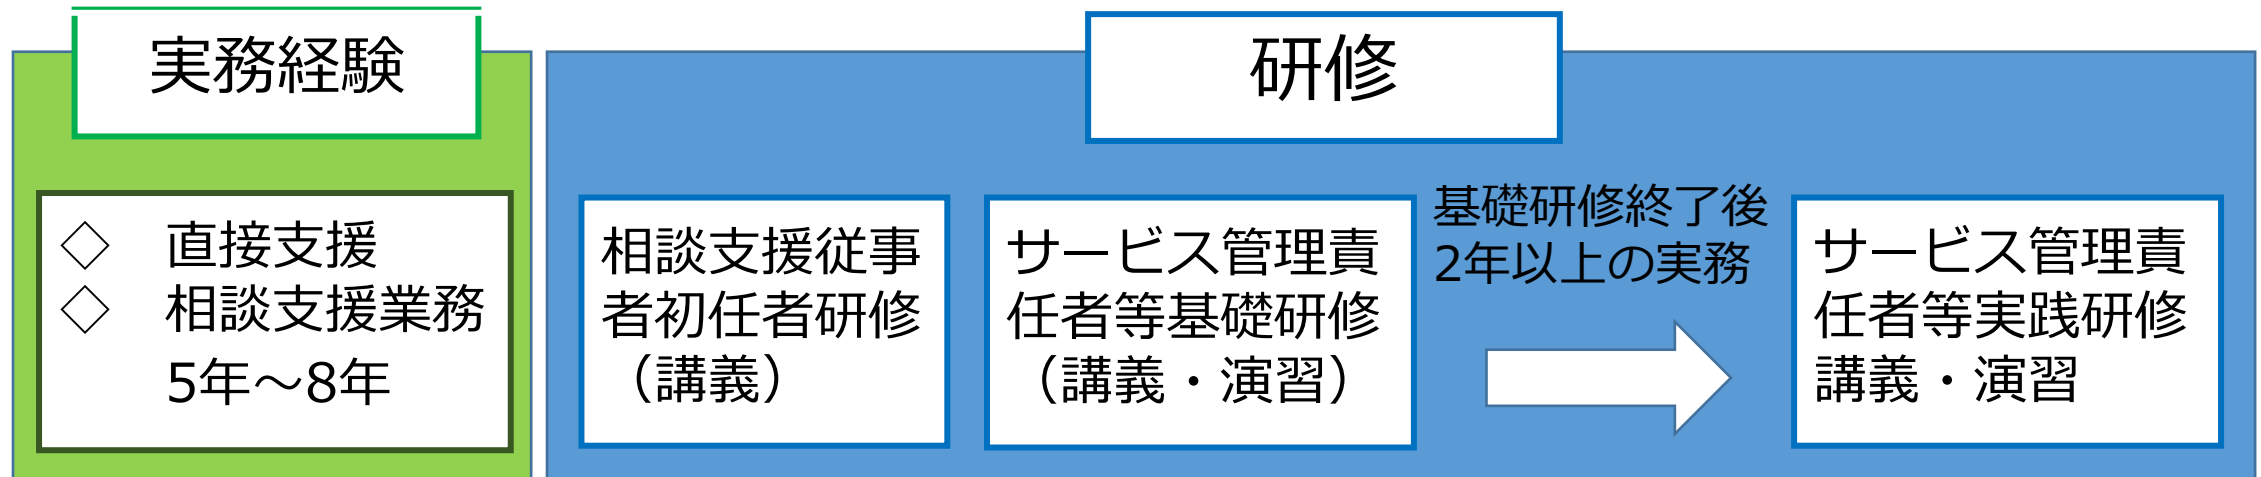 実務経験
◇　直接支援
◇　相談支援業務
5年～8年
研修
相談支援従事
者初任者研修
（講義）
サービス管理責
任者等基礎研修
（講義・演習）
基礎研修終了後
2年以上の実務
サービス管理責
任者等実践研修
講義・演習